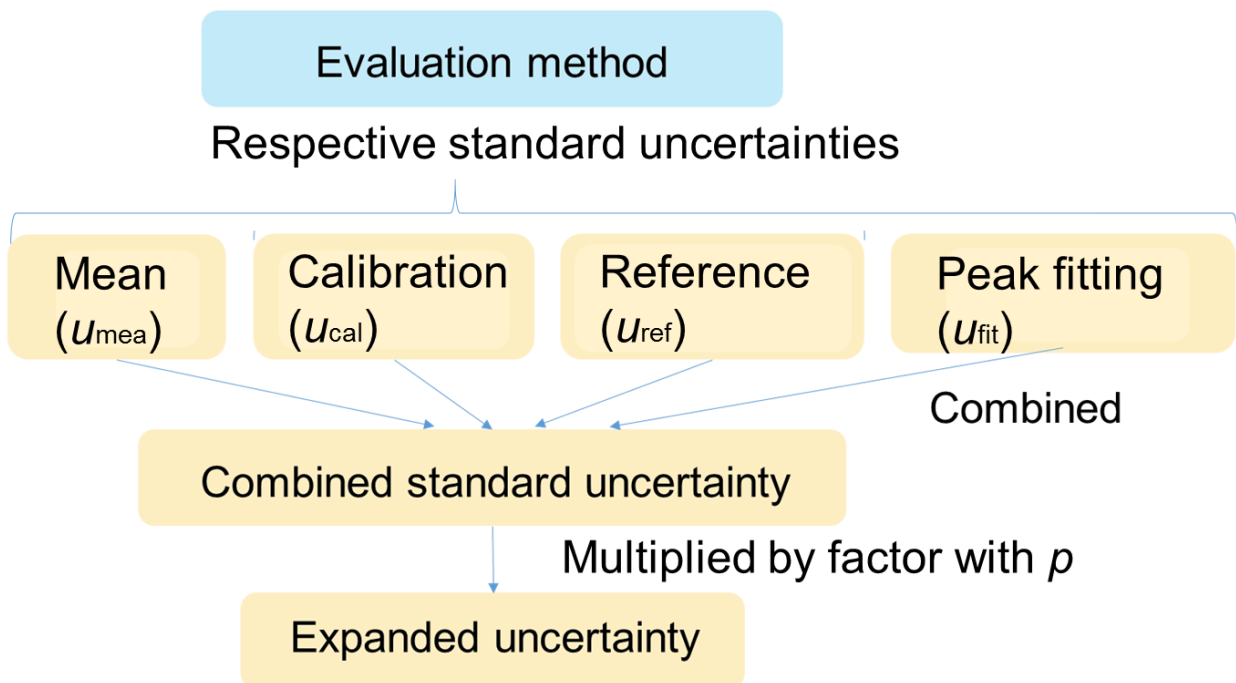 Evaluation method
Respective standard uncertainties
Mean
(umea)
Calibration
(ucal)
Reference
(uref)
Peak fitting
(ufit)
Combined
Combined standard uncertainty
Multiplied by factor with p
Expanded uncertainty